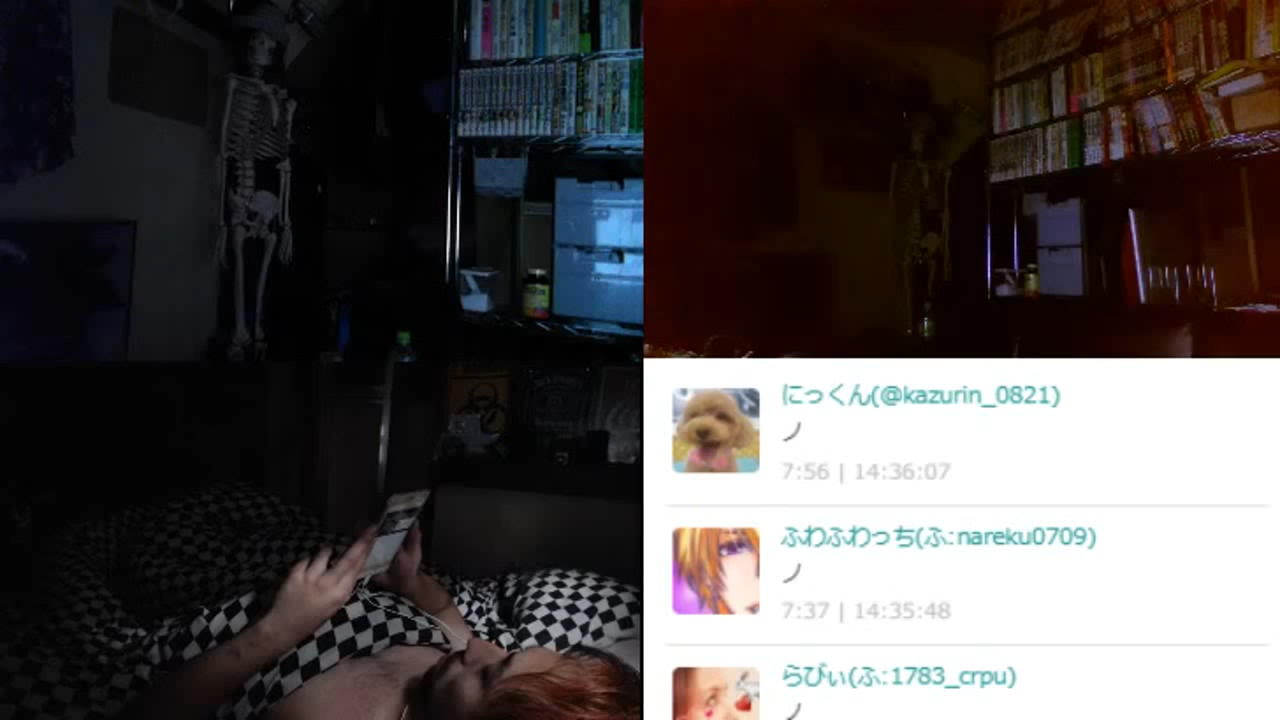 にっくん(@kazurin_0821)
ノ
7:56 | 14:36:07
ふわふわっち(ふ:nareku0709)
ノ
7:37 | 14:35:48
らびぃ(ふ:1783_crpu)
ノ